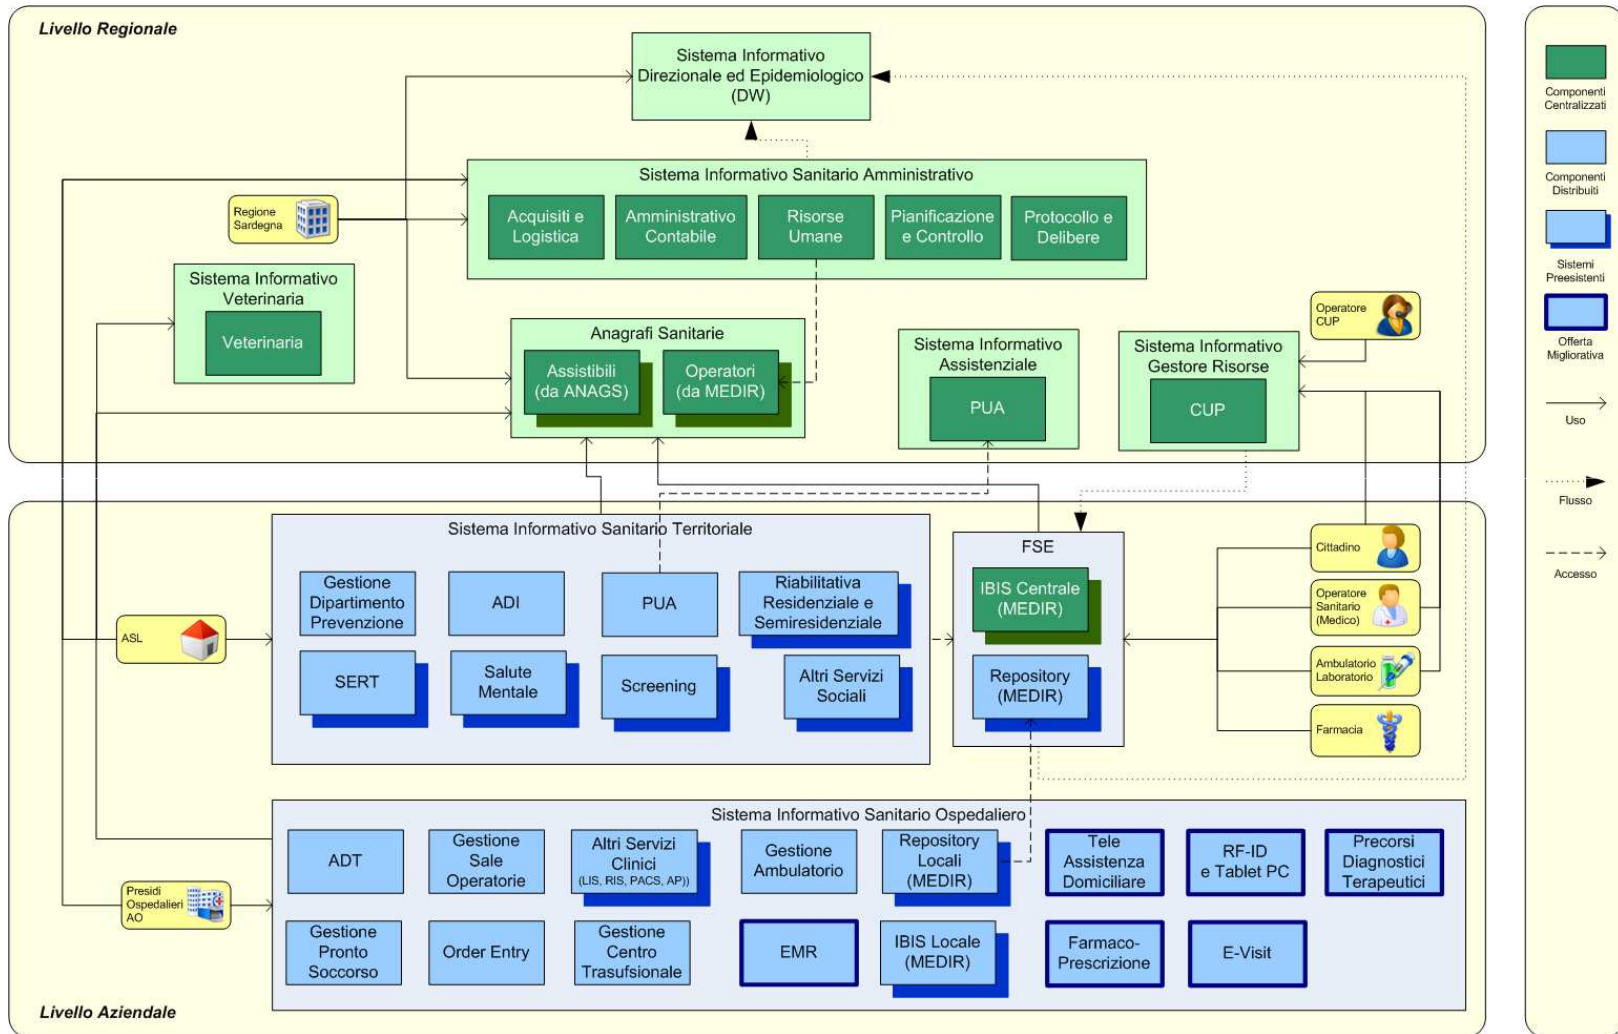 Livello Regionale
Sistema Informativo
Direzionale ed Epidemiologico
(DW)
Sistema Informativo Sanitario Amministrativo
Acquisiti e
Logistica
Amministrativo
Contabile
Risorse
Umane
Pianificazione
e Controllo
Protocollo e
Delibere
Regione
Sardegna
Sistema Informativo
Veterinaria
Veterinaria
Anagrafi Sanitarie
Assistibili
(da ANAGS)
Operatori
(da MEDIR)
Sistema Informativo
Assistenziale
PUA
Sistema Informativo
Gestore Risorse
CUP
Operatore
CUP
Sistema Informativo Sanitario Territoriale
Gestione
Dipartimento
Prevenzione
ADI
PUA
Riabilitativa
Residenziale e
Semiresidenziale
SERT
Salute
Mentale
Screening
Altri Servizi
Sociali
ASL
FSE
IBIS Centrale
(MEDIR)
Repository
(MEDIR)
Cittadino
Operatore
Sanitario
(Medico)
Ambulatorio
Laboratorio
Farmacia
Sistema Informativo Sanitario Ospedaliero
ADT
Gestione
Sale
Operatorie
Altri Servizi
Clinici
(LIS, RIS, PACS, AP))
Gestione
Ambulatorio
Repository
Locali
(MEDIR)
Tele
Assistenza
Domiciliare
RF-ID
e Tablet PC
Precorsi
Diagnostici
Terapeutici
Presidi
Ospedalieri
AO
Gestione
Pronto
Soccorso
Order Entry
Gestione
Centro
Trasufsionale
EMR
IBIS Locale
(MEDIR)
Farmaco-
Prescrizione
E-Visit
Livello Aziendale
Componenti
Centralizzati
Componenti
Distribuiti
Sistemi
Preesistenti
Offerta
Migliorativa
Uso
Flusso
Accesso